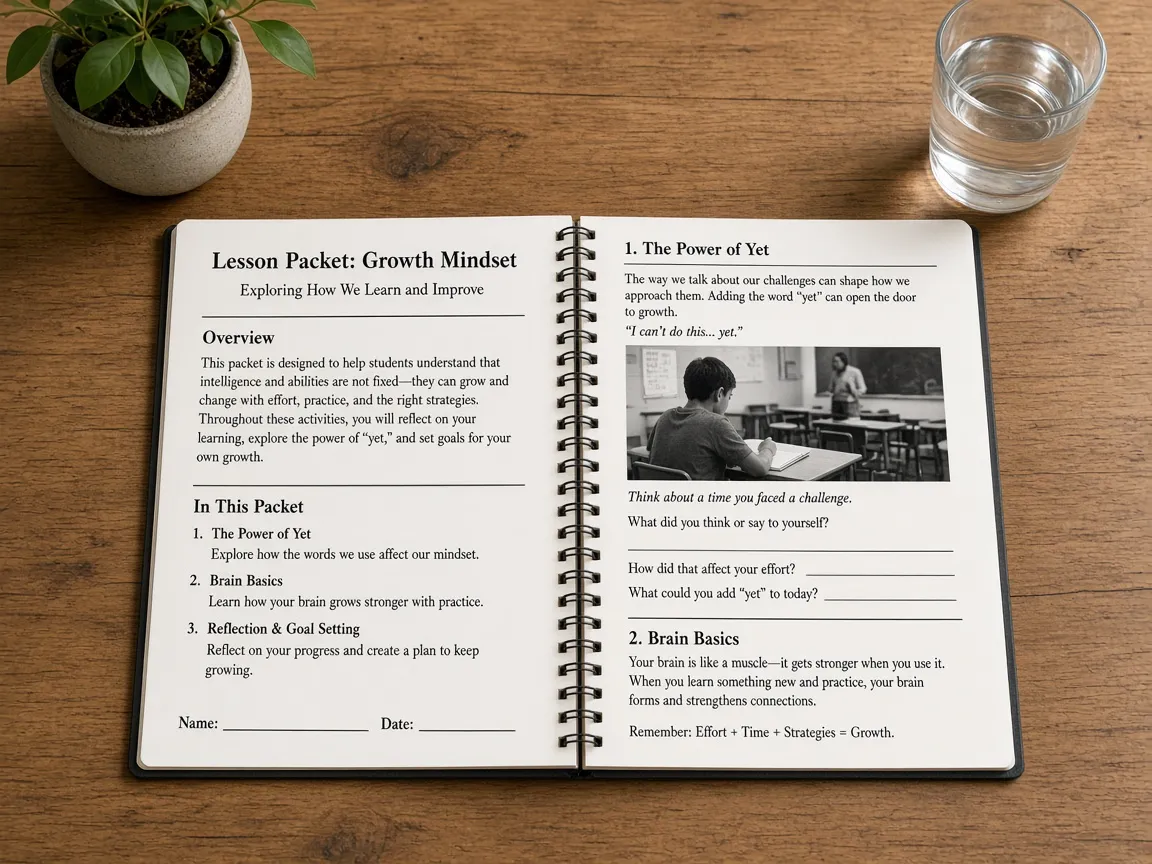 Lesson Packet: Growth Mindset
Exploring How We Learn and Improve
Overview
This packet is designed to help students understand that
intelligence and abilities are not fixed—they can grow and
change with effort, practice, and the right strategies.
Throughout these activities, you will reflect on your
learning, explore the power of “yet,” and set goals for your
own growth.
In This Packet
1. The Power of Yet
Explore how the words we use affect our mindset.
2. Brain Basics
Learn how your brain grows stronger with practice.
3. Reflection & Goal Setting
Reflect on your progress and create a plan to keep
growing.
Name: Date:
1. The Power of Yet
The way we talk about our challenges can shape how we
approach them. Adding the word “yet” can open the door
to growth.
“I can’t do this... yet.”
Think about a time you faced a challenge.
What did you think or say to yourself?
How did that affect your effort?
What could you add “yet” to today?
2. Brain Basics
Your brain is like a muscle—it gets stronger when you use it.
When you learn something new and practice, your brain
forms and strengthens connections.
Remember: Effort + Time + Strategies = Growth.